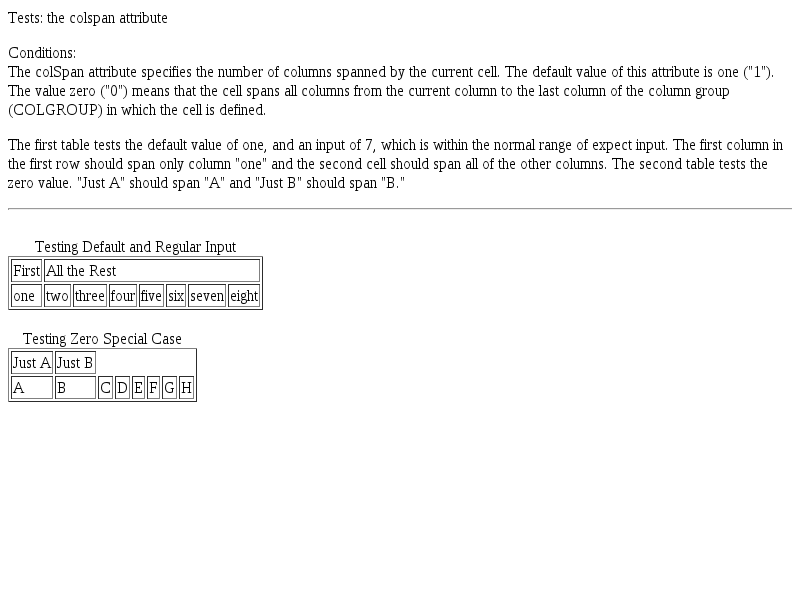 Tests: the colspan attribute
Conditions:
The colSpan attribute specifies the number of columns spanned by the current cell. The default value of this attribute is one ("1").
The value zero ("0") means that the cell spans all columns from the current column to the last column of the column group
(COLGROUP) in which the cell is defined.
The first table tests the default value of one, and an input of 7, which is within the normal range of expect input. The first column in
the first row should span only column "one" and the second cell should span all of the other columns. The second table tests the
zero value. "Just A" should span "A" and "Just B" should span "B."
Testing Default and Regular Input
First All the Rest
one two three four five six seven eight
Testing Zero Special Case
Just A Just B
A B C D E F G H